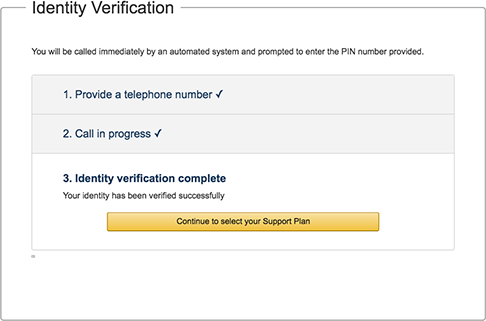 Identity Verification
You will be called immediately by an automated system and prompted to enter the PIN number provided.
1. Provide a telephone number ✓
2. Call in progress ✓
3. Identity verification complete
Your identity has been verified successfully
Continue to select your Support Plan